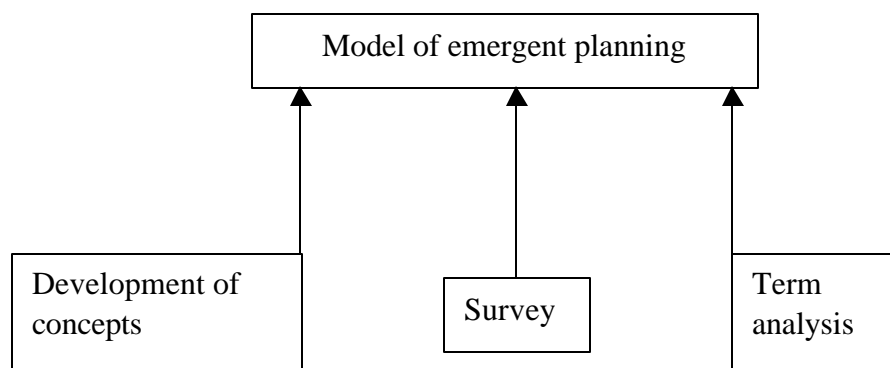 Model of emergent planning
Development of
concepts
Survey
Term
analysis